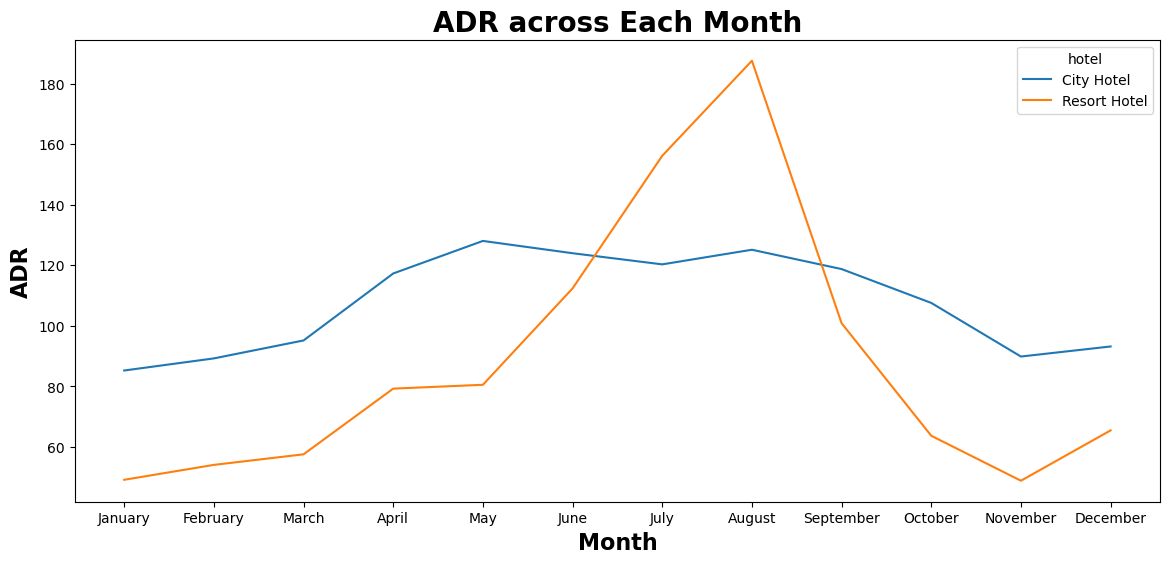 ADR across Each Month
hotel
City Hotel
Resort Hotel
ADR
180
160
140
120
100
80
60
January February March April May June July August September October November December
Month